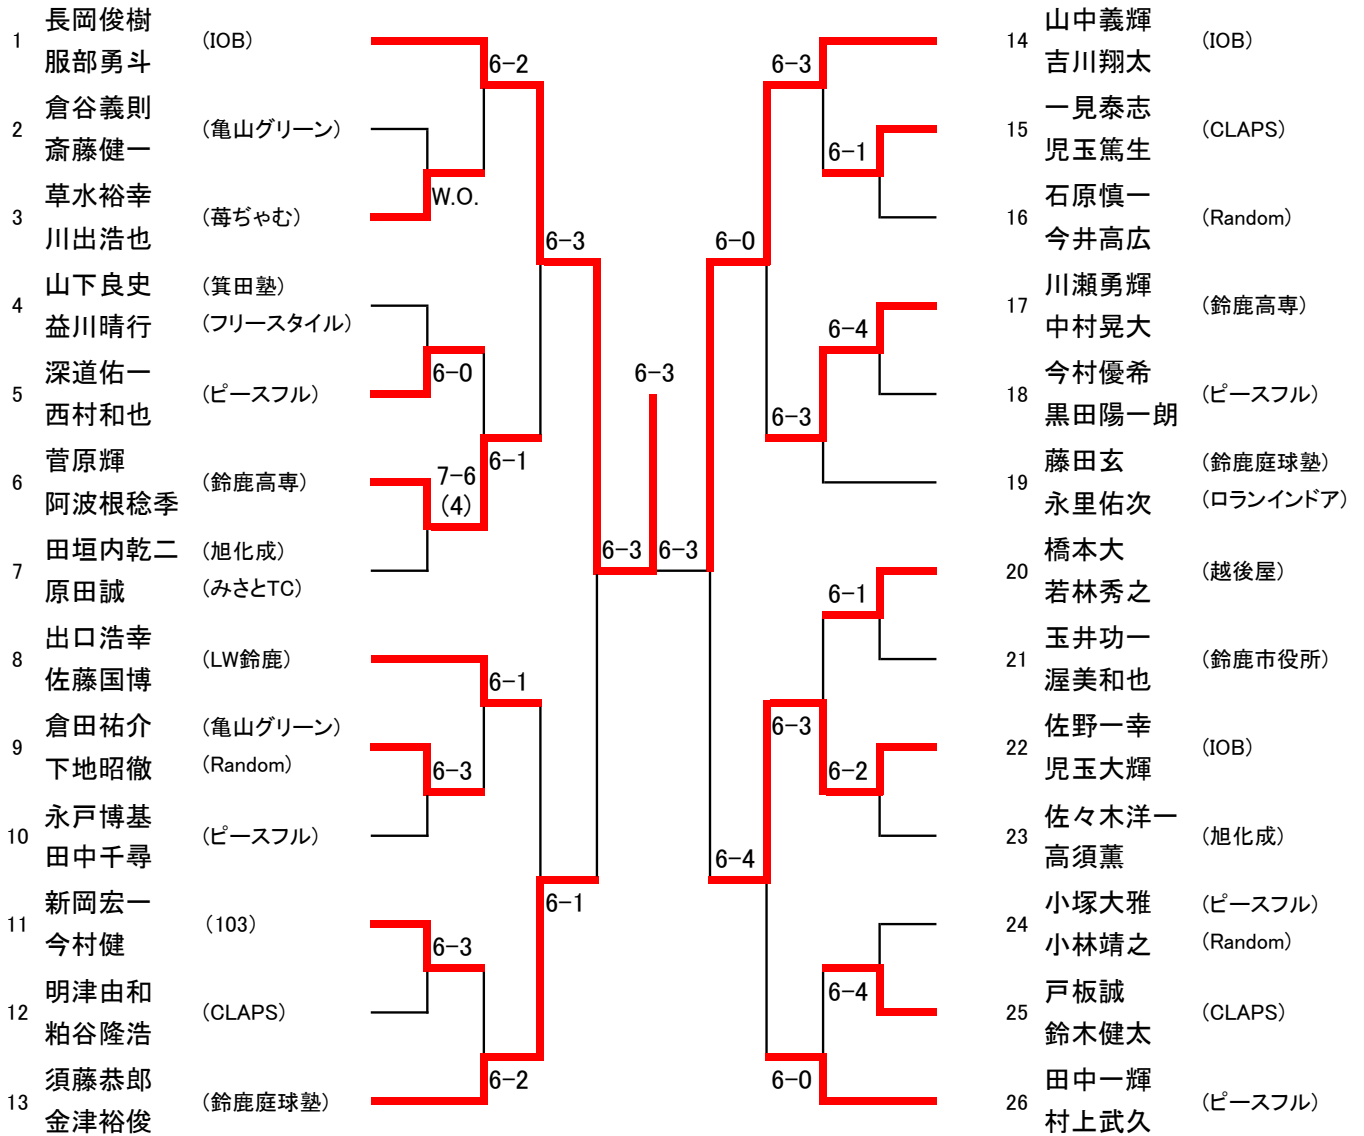 1 長岡俊樹 (IOB)
服部勇斗
2 倉谷義則 (亀山グリーン)
斎藤健一
3 草水裕幸 (苺ぢゃむ)
川出浩也
4 山下良史 (箕田塾)
益川晴行 (フリースタイル)
5 深道佑一 (ピースフル)
西村和也
6 菅原輝 (鈴鹿高専)
阿波根稔季
7 田垣内乾二 (旭化成)
原田誠 (みさとTC)
8 出口浩幸 (LW鈴鹿)
佐藤国博
9 倉田祐介 (亀山グリーン)
下地昭徹 (Random)
10 永戸博基 (ピースフル)
田中千尋
11 新岡宏一 (103)
今村健
12 明津由和 (CLAPS)
粕谷隆浩
13 須藤恭郎 (鈴鹿庭球塾)
金津裕俊
6-2
W.O.
6-3
6-0
6-1
7-6
(4)
6-3
6-1
6-3
6-1
6-3
6-2
6-3
6-3
6-3
6-0
6-1
6-4
6-3
6-1
6-3
6-2
6-4
6-4
6-0
14 山中義輝 (IOB)
吉川翔太
15 一見泰志 (CLAPS)
児玉篤生
16 石原慎一 (Random)
今井高広
17 川瀬勇輝 (鈴鹿高専)
中村晃大
18 今村優希 (ピースフル)
黒田陽一朗
19 藤田玄 (鈴鹿庭球塾)
永里佑次 (ロランインドア)
20 橋本大 (越後屋)
若林秀之
21 玉井功一 (鈴鹿市役所)
渥美和也
22 佐野一幸 (IOB)
児玉大輝
23 佐々木洋一 (旭化成)
高須薫
24 小塚大雅 (ピースフル)
小林靖之 (Random)
25 戸板誠 (CLAPS)
鈴木健太
26 田中一輝 (ピースフル)
村上武久